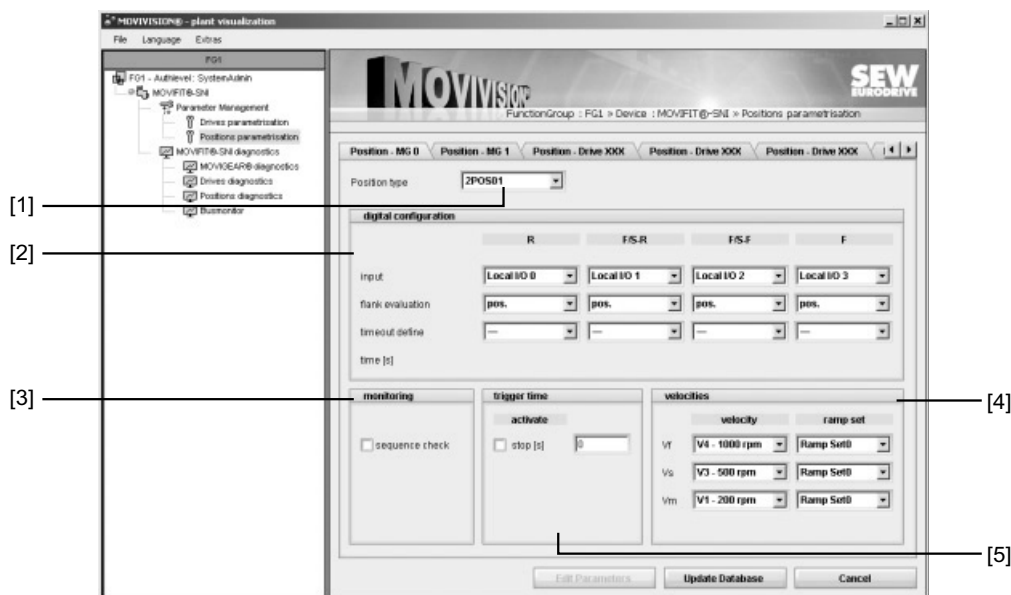 MOVIVISION® - plant visualization
File Language Extras
FG1
FG1 - Authlevel: SystemAdmin
MOVIFIT®-SNI
Parameter Management
Drives parametrisation
Positions parametrisation
MOVIFIT®-SNI diagnostics
MOVIGEAR® diagnostics
Drives diagnostics
Positions diagnostics
Busmonitor
MOVIVISION®
SEW
EURODRIVE
FunctionGroup : FG1 » Device : MOVIFIT®-SNI » Positions parametrisation
Position - MG 0 Position - MG 1 Position - Drive XXX Position - Drive XXX Position - Drive XXX
Position type 2POS01
[1]
digital configuration
[2]
R F/S-R F/S-F F
input Local I/O 0 Local I/O 1 Local I/O 2 Local I/O 3
flank evaluation pos. pos. pos. pos.
timeout define --- --- --- ---
time [s]
[3]
monitoring trigger time velocities
[4]
activate velocity ramp set
sequence check stop [s] 0 Vf V4 - 1000 rpm Ramp Set0
Vs V3 - 500 rpm Ramp Set0
Vm V1 - 200 rpm Ramp Set0
[5]
Edit Parameters Update Database Cancel